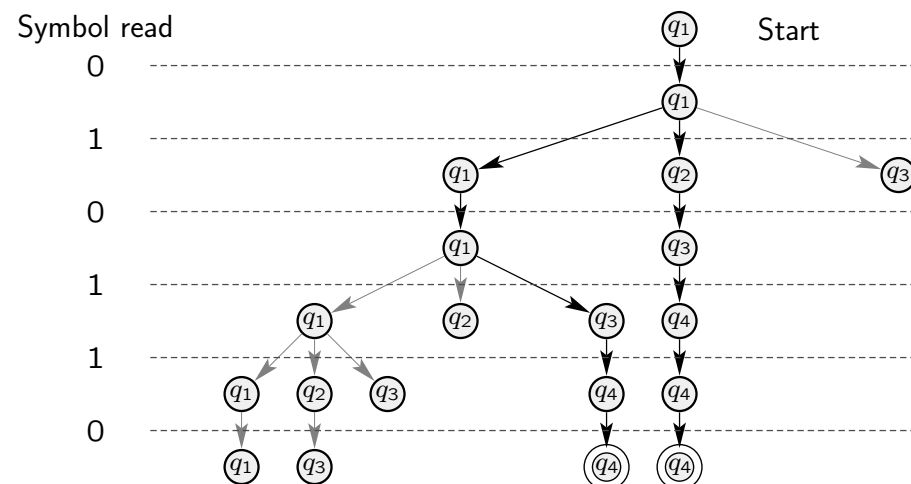 Symbol read q₁ Start
0
q₁
1
q₁ q₂ q₃
0
q₁ q₃
1
q₁ q₂ q₃ q₄
1
q₁ q₂ q₃ q₄ q₄
0
q₁ q₃ q₄ q₄